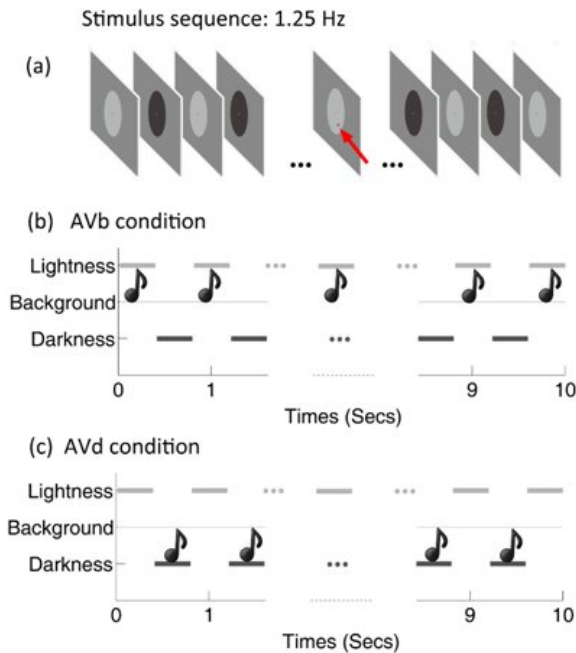 Stimulus sequence: 1.25 Hz
(a)
... ...
(b) AVb condition
Lightness
Background
Darkness
0 1 9 10
Times (Secs)
(c) AVd condition
Lightness
Background
Darkness
0 1 9 10
Times (Secs)